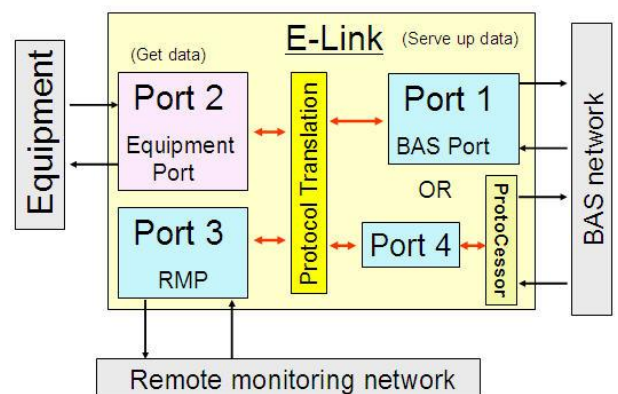 E-Link
(Get data)
(Serve up data)
Equipment
Port 2
Equipment
Port
Protocol Translation
Port 1
BAS Port
OR
BAS network
Port 3
RMP
Port 4
ProtoCessor
Remote monitoring network